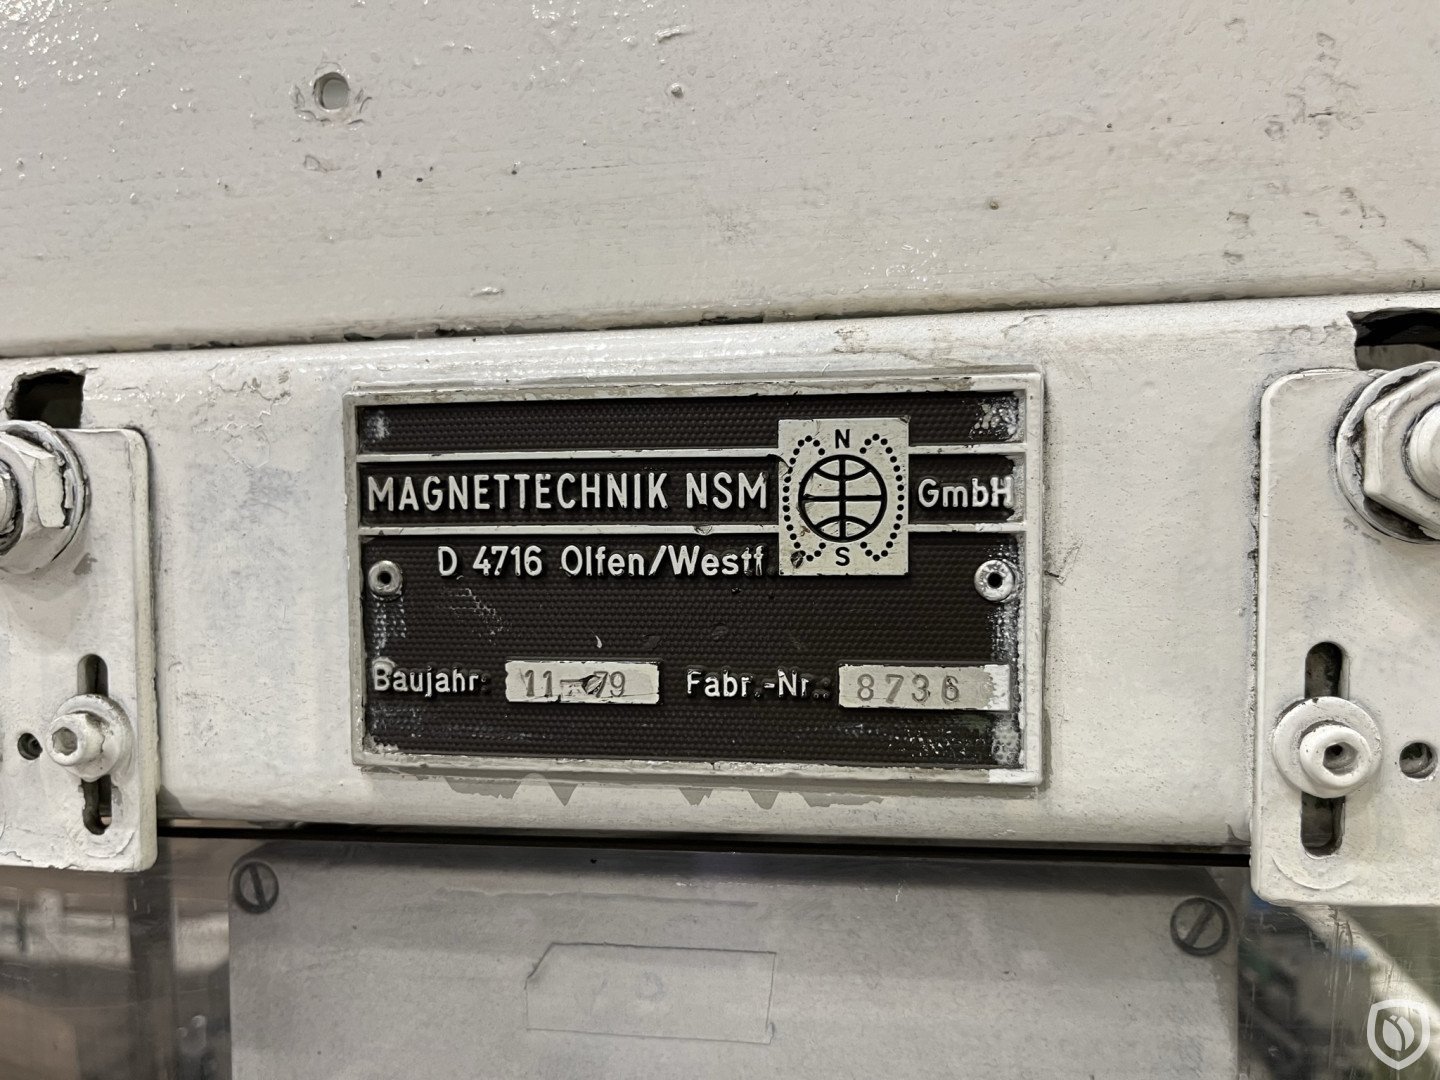 N
MAGNETTECHNIK NSM GmbH
S
D 4716 Olfen/Westf.
Baujahr: 11-79 Fabr.-Nr.: 8736